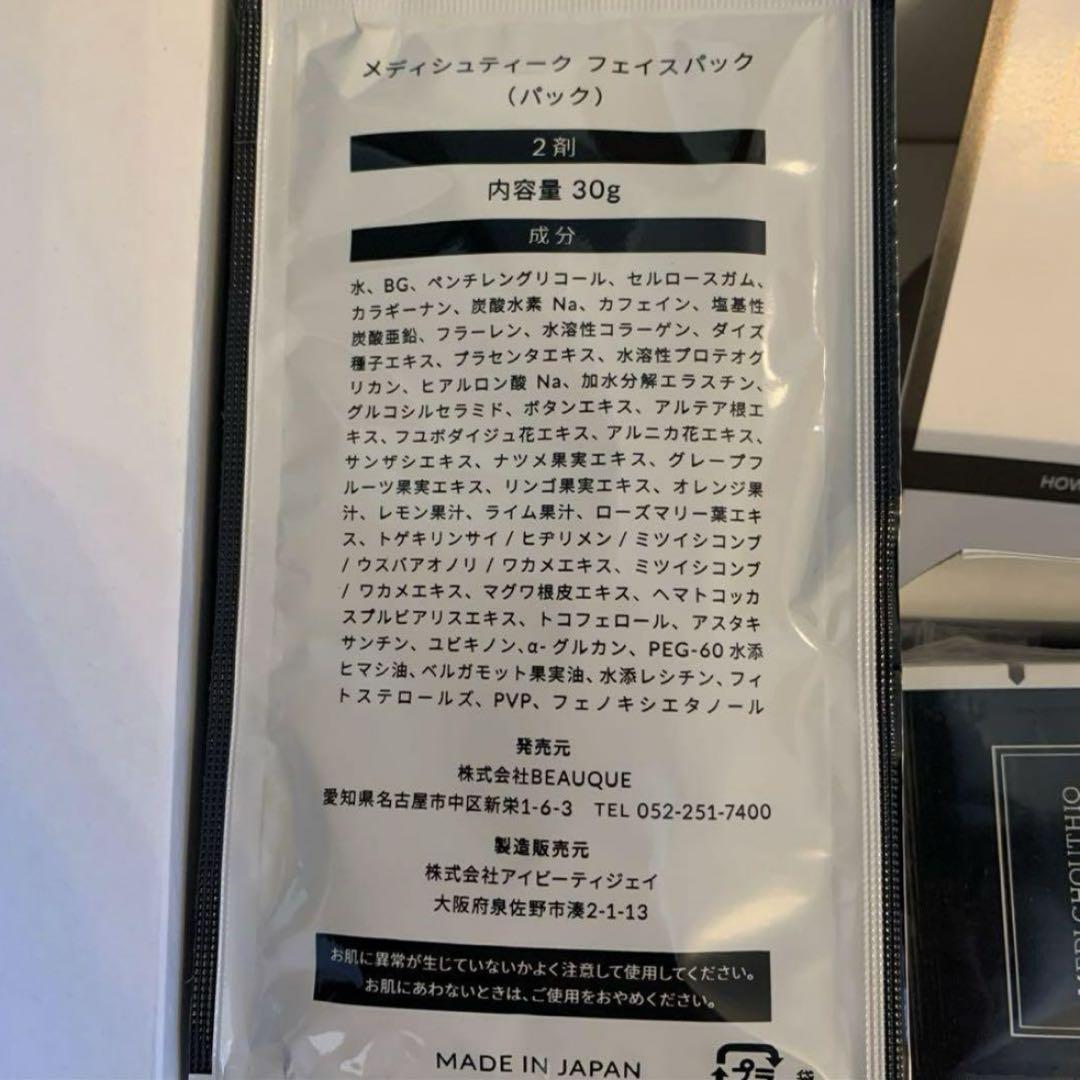 メディシュティーク フェイスパック
（パック）
2剤
内容量 30g
成分
水、BG、ペンチレングリコール、セルロースガム、
カラギーナン、炭酸水素 Na、カフェイン、塩基性
炭酸亜鉛、フラーレン、水溶性コラーゲン、ダイズ
種子エキス、プラセンタエキス、水溶性プロテオグ
リカン、ヒアルロン酸 Na、加水分解エラスチン、
グルコシルセラミド、ボタンエキス、アルテア根エ
キス、フユボダイジュ花エキス、アルニカ花エキス、
サンザシエキス、ナツメ果実エキス、グレープフ
ルーツ果実エキス、リンゴ果実エキス、オレンジ果
汁、レモン果汁、ライム果汁、ローズマリー葉エキ
ス、トゲキリンサイ / ヒヂリメン / ミツイシコンブ
/ ウスバアオノリ / ワカメエキス、ミツイシコンブ
/ ワカメエキス、マグワ根皮エキス、ヘマトコッカ
スプルビアリスエキス、トコフェロール、アスタキ
サンチン、ユビキノン、α- グルカン、PEG-60 水添
ヒマシ油、ベルガモット果実油、水添レシチン、フィ
トステロールズ、PVP、フェノキシエタノール
発売元
株式会社BEAUQUE
愛知県名古屋市中区新栄1-6-3 TEL 052-251-7400
製造販売元
株式会社アイピーティジェイ
大阪府泉佐野市湊2-1-13
お肌に異常が生じていないかよく注意して使用してください。
お肌にあわないときは、ご使用をおやめください。
MADE IN JAPAN
プラ
袋
HOW